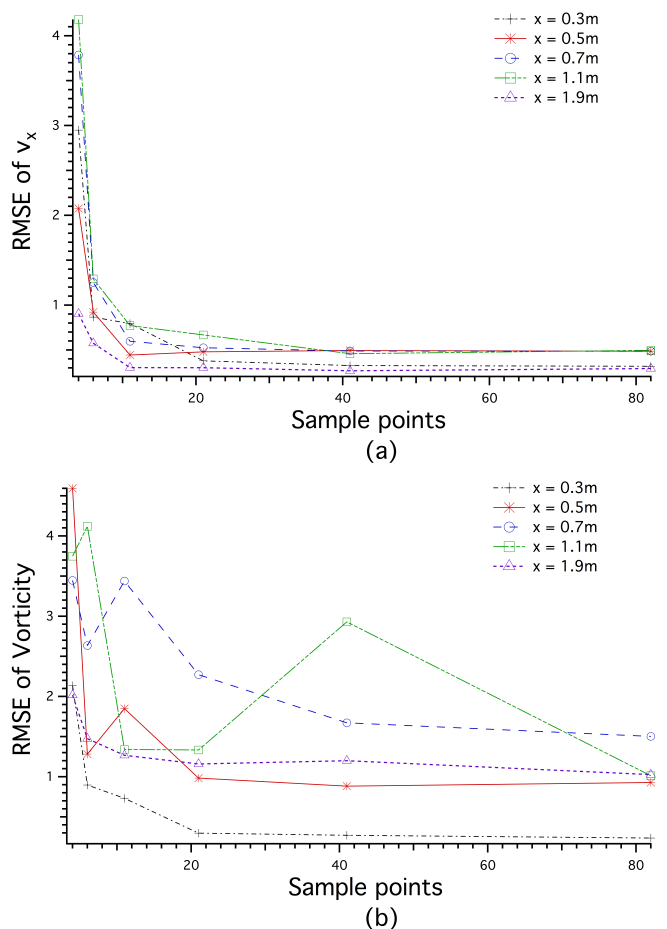 x = 0.3m
x = 0.5m
x = 0.7m
x = 1.1m
x = 1.9m
4
3
2
1
RMSE of vx
20
40
60
80
Sample points
(a)
x = 0.3m
x = 0.5m
x = 0.7m
x = 1.1m
x = 1.9m
4
3
2
1
RMSE of Vorticity
20
40
60
80
Sample points
(b)